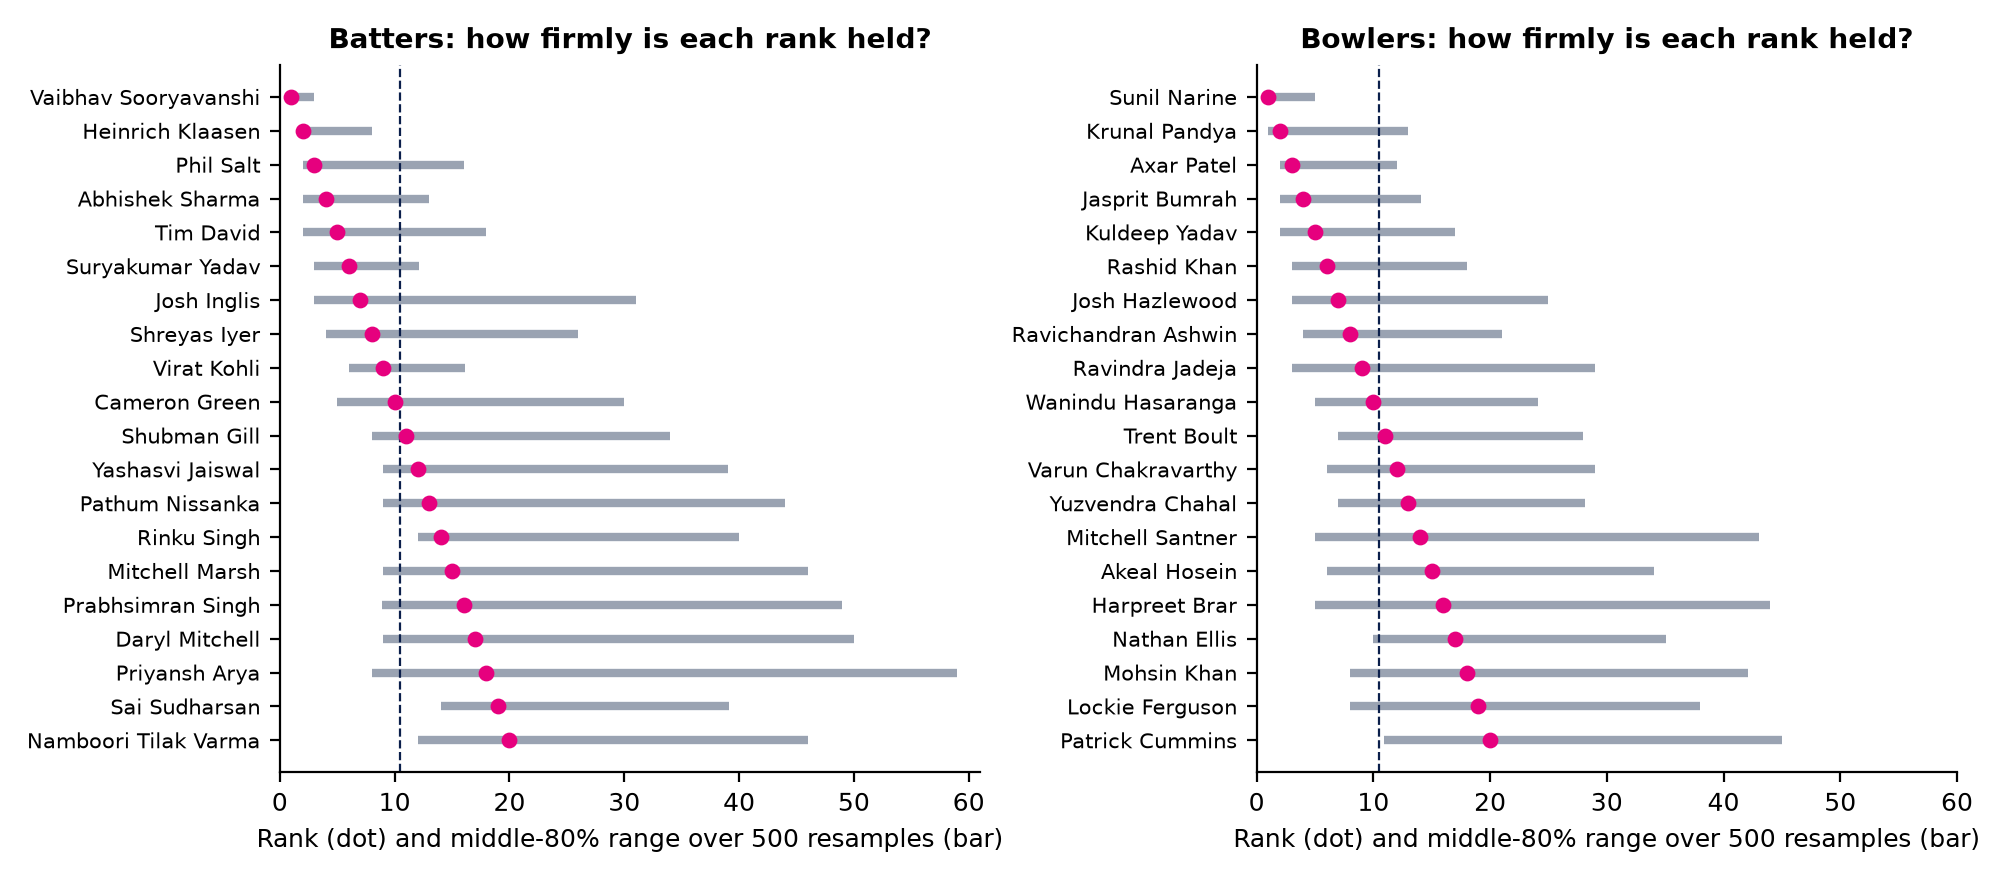 Batters: how firmly is each rank held?
Vaibhav Sooryavanshi
Heinrich Klaasen
Phil Salt
Abhishek Sharma
Tim David
Suryakumar Yadav
Josh Inglis
Shreyas Iyer
Virat Kohli
Cameron Green
Shubman Gill
Yashasvi Jaiswal
Pathum Nissanka
Rinku Singh
Mitchell Marsh
Prabhsimran Singh
Daryl Mitchell
Priyansh Arya
Sai Sudharsan
Namboori Tilak Varma
0 10 20 30 40 50 60
Rank (dot) and middle-80% range over 500 resamples (bar)
Bowlers: how firmly is each rank held?
Sunil Narine
Krunal Pandya
Axar Patel
Jasprit Bumrah
Kuldeep Yadav
Rashid Khan
Josh Hazlewood
Ravichandran Ashwin
Ravindra Jadeja
Wanindu Hasaranga
Trent Boult
Varun Chakravarthy
Yuzvendra Chahal
Mitchell Santner
Akeal Hosein
Harpreet Brar
Nathan Ellis
Mohsin Khan
Lockie Ferguson
Patrick Cummins
0 10 20 30 40 50 60
Rank (dot) and middle-80% range over 500 resamples (bar)